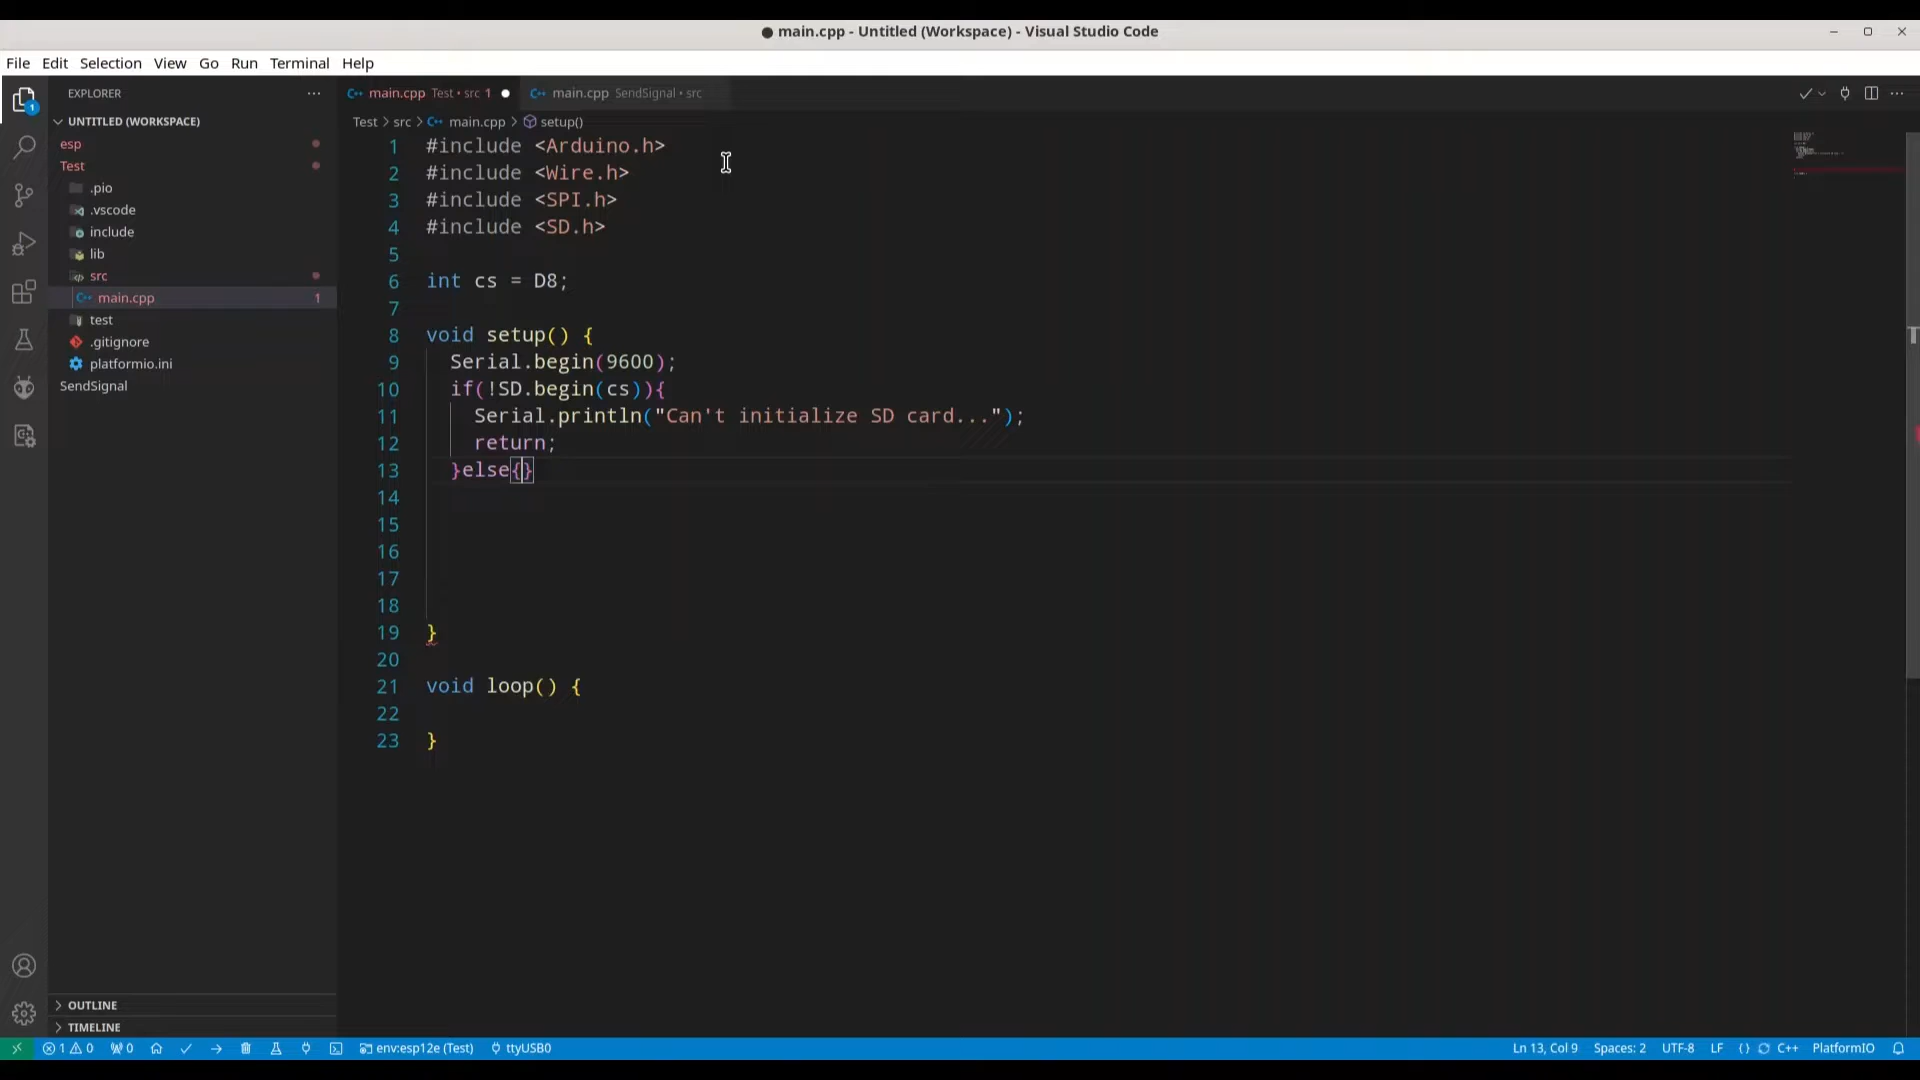 main.cpp - Untitled (Workspace) - Visual Studio Code
File Edit Selection View Go Run Terminal Help
EXPLORER
main.cpp Test • src 1
main.cpp SendSignal • src
UNTITLED (WORKSPACE)
Test > src > main.cpp > setup()
esp
Test
.pio
.vscode
include
lib
src
main.cpp 1
test
.gitignore
platformio.ini
SendSignal
1 #include <Arduino.h>
2 #include <Wire.h>
3 #include <SPI.h>
4 #include <SD.h>
5
6 int cs = D8;
7
8 void setup() {
9 Serial.begin(9600);
10 if(!SD.begin(cs)){
11 Serial.println("Can't initialize SD card...");
12 return;
13 }else{}
14
15
16
17
18
19 }
20
21 void loop() {
22
23 }
1
OUTLINE
TIMELINE
1 0 0 env:esp12e (Test) ttyUSB0 Ln 13, Col 9 Spaces: 2 UTF-8 LF {} C++ PlatformIO